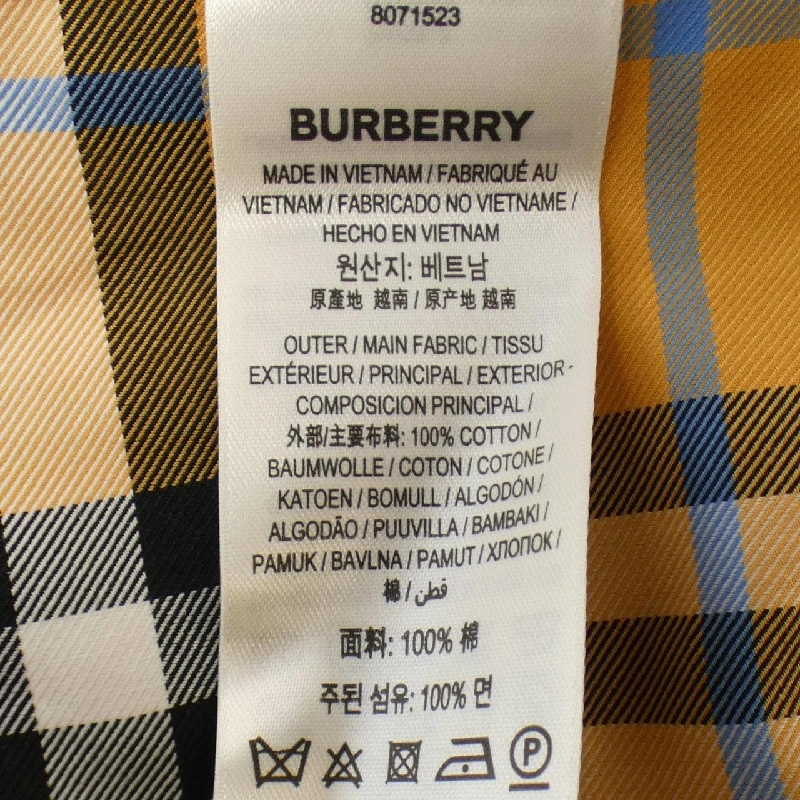 8071523
BURBERRY
MADE IN VIETNAM / FABRIQUÉ AU
VIETNAM / FABRICADO NO VIETNAME /
HECHO EN VIETNAM
원산지: 베트남
原產地 越南 / 原产地 越南
OUTER / MAIN FABRIC / TISSU
EXTÉRIEUR / PRINCIPAL / EXTERIOR -
COMPOSICION PRINCIPAL /
外部/主要布料: 100% COTTON /
BAUMWOLLE / COTON / COTONE /
KATOEN / BOMULL / ALGODÓN /
ALGODÃO / PUUVILLA / BAMBAKI /
PAMUK / BAVLNA / PAMUT / ХЛОПОК /
棉 / قطن
面料: 100% 棉
주된 섬유: 100% 면
P